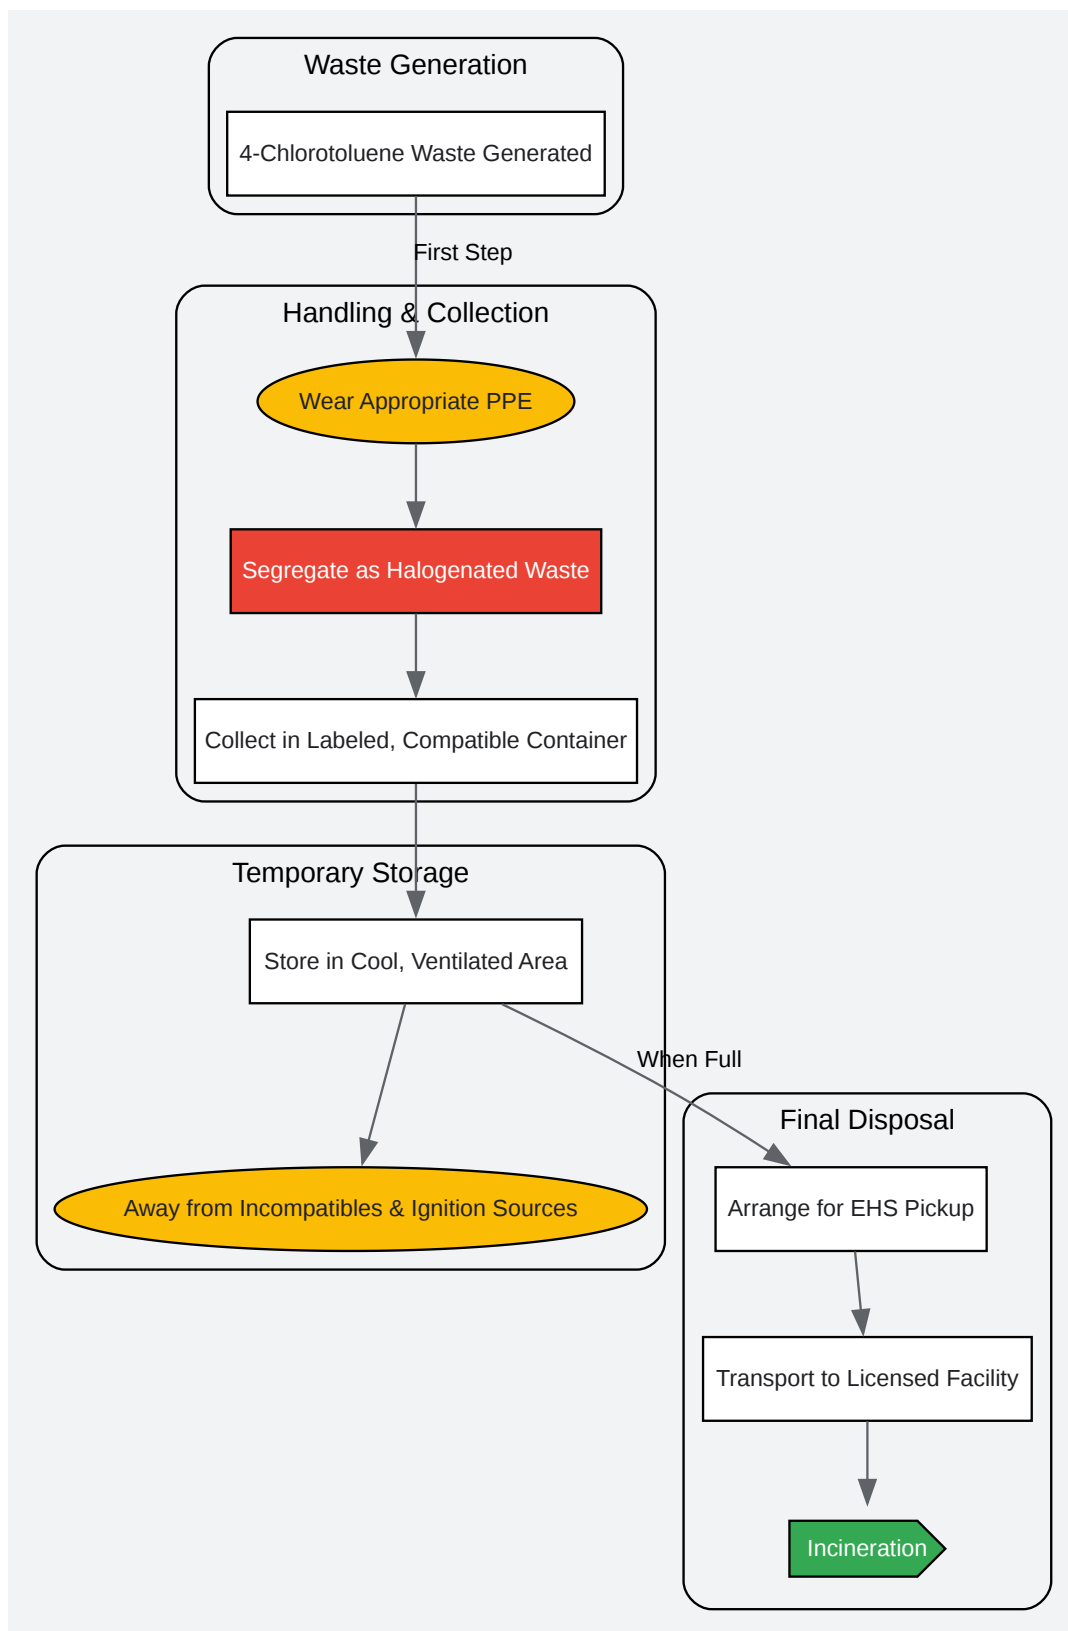 Waste Generation
4-Chlorotoluene Waste Generated
First Step
Handling & Collection
Wear Appropriate PPE
Segregate as Halogenated Waste
Collect in Labeled, Compatible Container
Temporary Storage
Store in Cool, Ventilated Area
When Full
Final Disposal
Away from Incompatibles & Ignition Sources
Arrange for EHS Pickup
Transport to Licensed Facility
Incineration